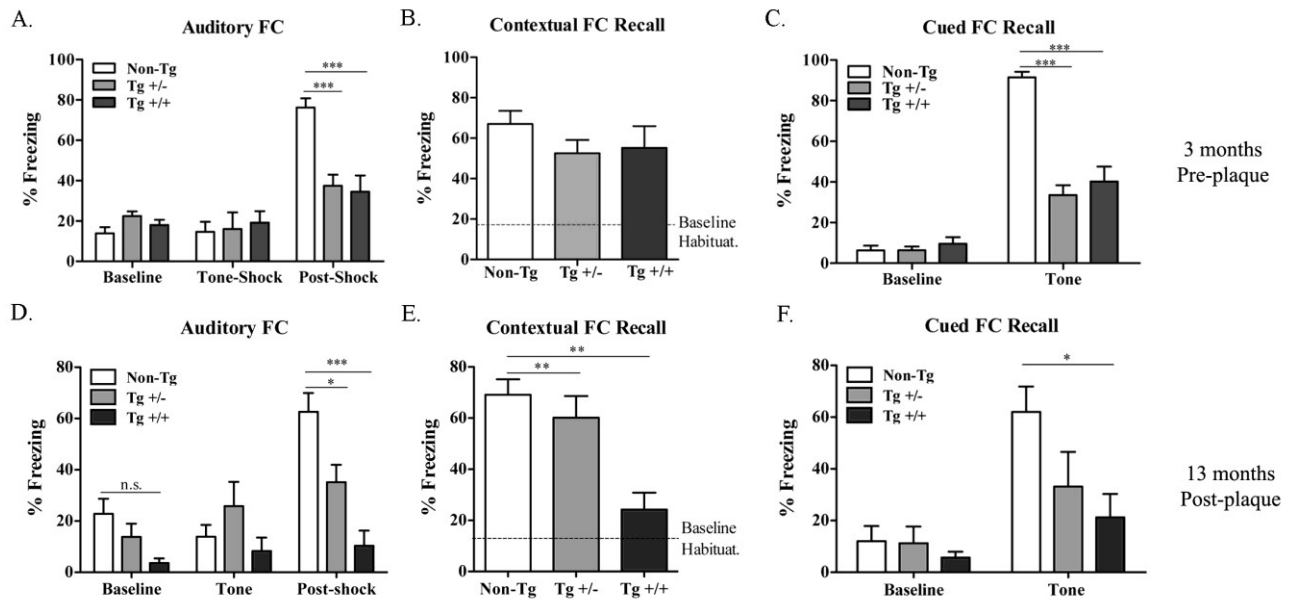 A.
Auditory FC
% Freezing
100
80
60
40
20
0
Non-Tg
Tg +/-
Tg +/+
***
***
Baseline
Tone-Shock
Post-Shock
B.
Contextual FC Recall
% Freezing
100
80
60
40
20
0
Baseline
Habituat.
Non-Tg
Tg +/-
Tg +/+
C.
Cued FC Recall
% Freezing
100
80
60
40
20
0
Non-Tg
Tg +/-
Tg +/+
***
***
Baseline
Tone
3 months
Pre-plaque
D.
Auditory FC
% Freezing
80
60
40
20
0
Non-Tg
Tg +/-
Tg +/+
n.s.
***
*
Baseline
Tone
Post-shock
E.
Contextual FC Recall
% Freezing
80
60
40
20
0
**
**
Baseline
Habituat.
Non-Tg
Tg +/-
Tg +/+
F.
Cued FC Recall
% Freezing
80
60
40
20
0
Non-Tg
Tg +/-
Tg +/+
*
Baseline
Tone
13 months
Post-plaque